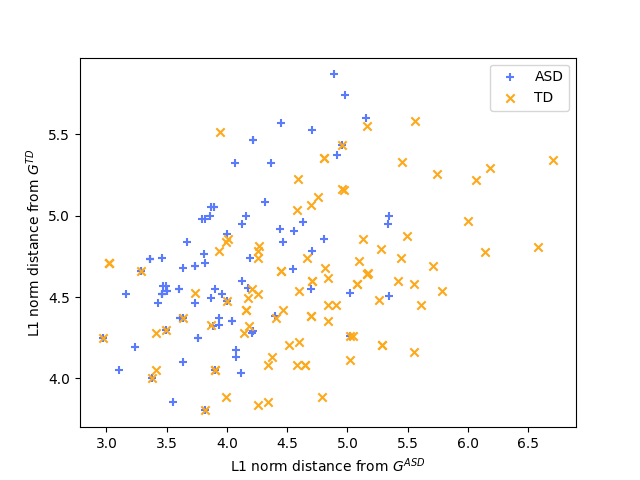 ASD
TD
5.5
5.0
4.5
4.0
L1 norm distance from G^{TD}
3.0 3.5 4.0 4.5 5.0 5.5 6.0 6.5
L1 norm distance from G^{ASD}